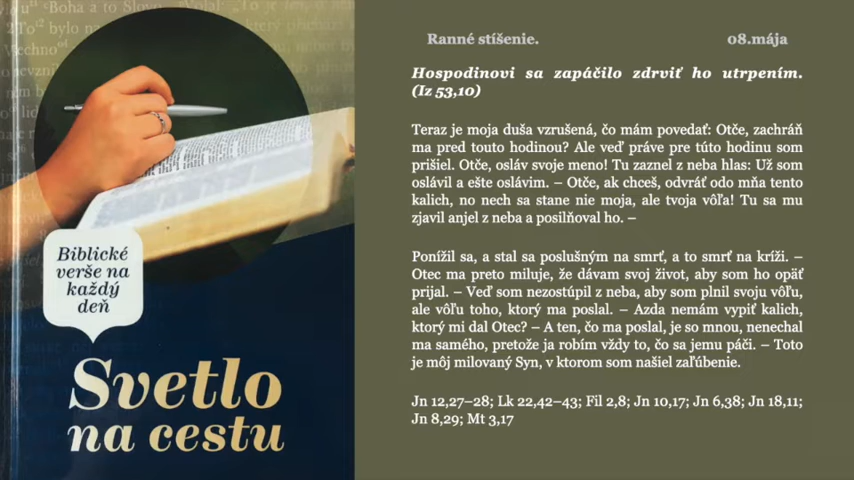 Biblické
verše na
každý
deň
Svetlo
na cestu
Ranné stíšenie. 08.mája
Hospodinovi sa zapáčilo zdrviť ho utrpením.
(Iz 53,10)
Teraz je moja duša vzrušená, čo mám povedať: Otče, zachráň
ma pred touto hodinou? Ale veď práve pre túto hodinu som
prišiel. Otče, osláv svoje meno! Tu zaznel z neba hlas: Už som
oslávil a ešte oslávim. – Otče, ak chceš, odvráť odo mňa tento
kalich, no nech sa stane nie moja, ale tvoja vôľa! Tu sa mu
zjavil anjel z neba a posilňoval ho. –
Ponížil sa, a stal sa poslušným na smrť, a to smrť na kríži. –
Otec ma preto miluje, že dávam svoj život, aby som ho opäť
prijal. – Veď som nezostúpil z neba, aby som plnil svoju vôľu,
ale vôľu toho, ktorý ma poslal. – Azda nemám vypiť kalich,
ktorý mi dal Otec? – A ten, čo ma poslal, je so mnou, nenechal
ma samého, pretože ja robím vždy to, čo sa jemu páči. – Toto
je môj milovaný Syn, v ktorom som našiel zaľúbenie.
Jn 12,27–28; Lk 22,42–43; Fil 2,8; Jn 10,17; Jn 6,38; Jn 18,11;
Jn 8,29; Mt 3,17